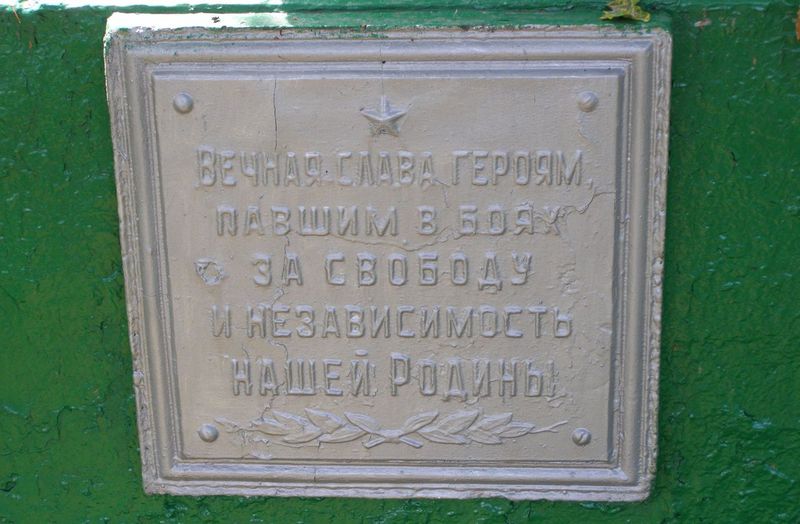 Вечная слава героям,
павшим в боях
за свободу
и независимость
нашей Родины